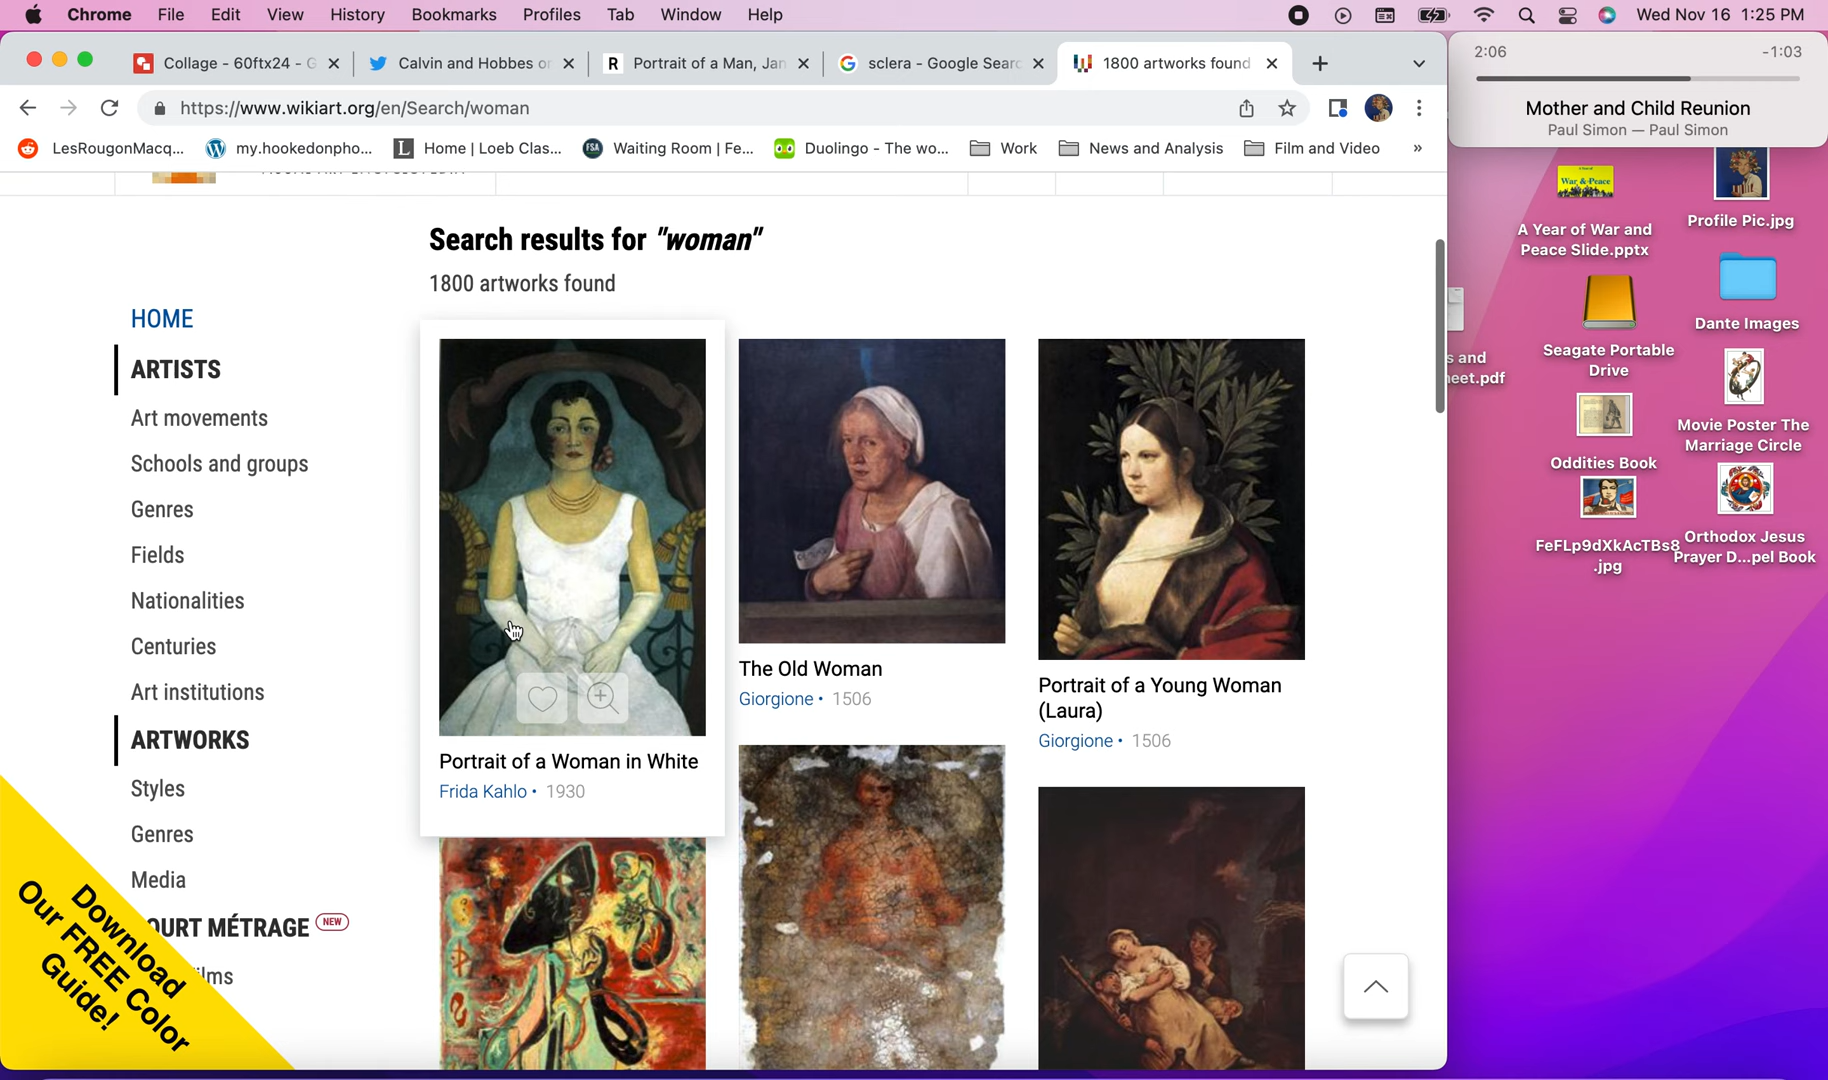 Chrome File Edit View History Bookmarks Profiles Tab Window Help
Wed Nov 16 1:25 PM
Collage - 60ftx24 - G
Calvin and Hobbes or
R Portrait of a Man, Jan
sclera - Google Searc
1800 artworks found
https://www.wikiart.org/en/Search/woman
LesRougonMacq...
my.hookedonpho...
L Home | Loeb Clas...
FSA Waiting Room | Fe...
Duolingo - The wo...
Work
News and Analysis
Film and Video
»
2:06 -1:03
Mother and Child Reunion
Paul Simon — Paul Simon
Search results for "woman"
1800 artworks found
HOME
ARTISTS
Art movements
Schools and groups
Genres
Fields
Nationalities
Centuries
Art institutions
ARTWORKS
Styles
Genres
Media
OURT MÉTRAGE NEW
ilms
Download
Our FREE Color
Guide!
Portrait of a Woman in White
Frida Kahlo • 1930
The Old Woman
Giorgione • 1506
Portrait of a Young Woman
(Laura)
Giorgione • 1506
War & Peace
A Year of War and
Peace Slide.pptx
Profile Pic.jpg
s and
heet.pdf
Seagate Portable
Drive
Dante Images
Oddities Book
Movie Poster The
Marriage Circle
FeFLp9dXkAcTBs8
.jpg
Orthodox Jesus
Prayer D...pel Book